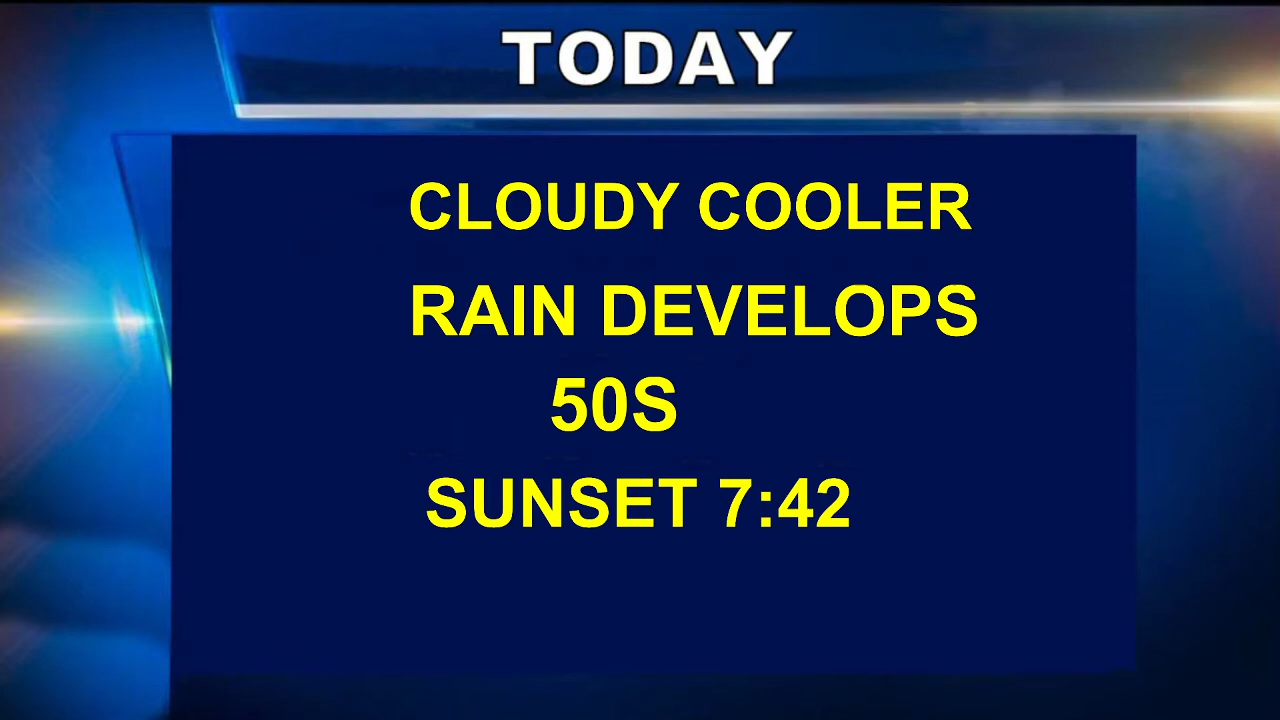 TODAY
CLOUDY COOLER
RAIN DEVELOPS
50S
SUNSET 7:42